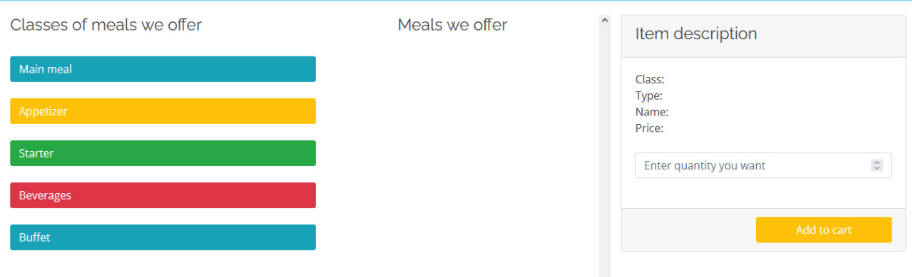 Classes of meals we offer
Main meal
Appetizer
Starter
Beverages
Buffet
Meals we offer
Item description
Class:
Type:
Name:
Price:
Enter quantity you want
Add to cart